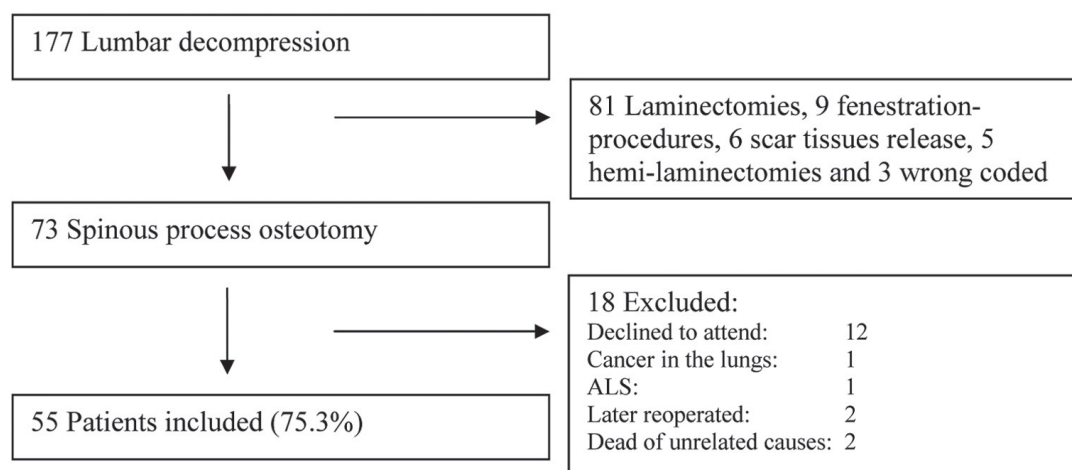 177 Lumbar decompression
81 Laminectomies, 9 fenestration-
procedures, 6 scar tissues release, 5
hemi-laminectomies and 3 wrong coded
73 Spinous process osteotomy
18 Excluded:
Declined to attend: 12
Cancer in the lungs: 1
ALS: 1
Later reoperated: 2
Dead of unrelated causes: 2
55 Patients included (75.3%)